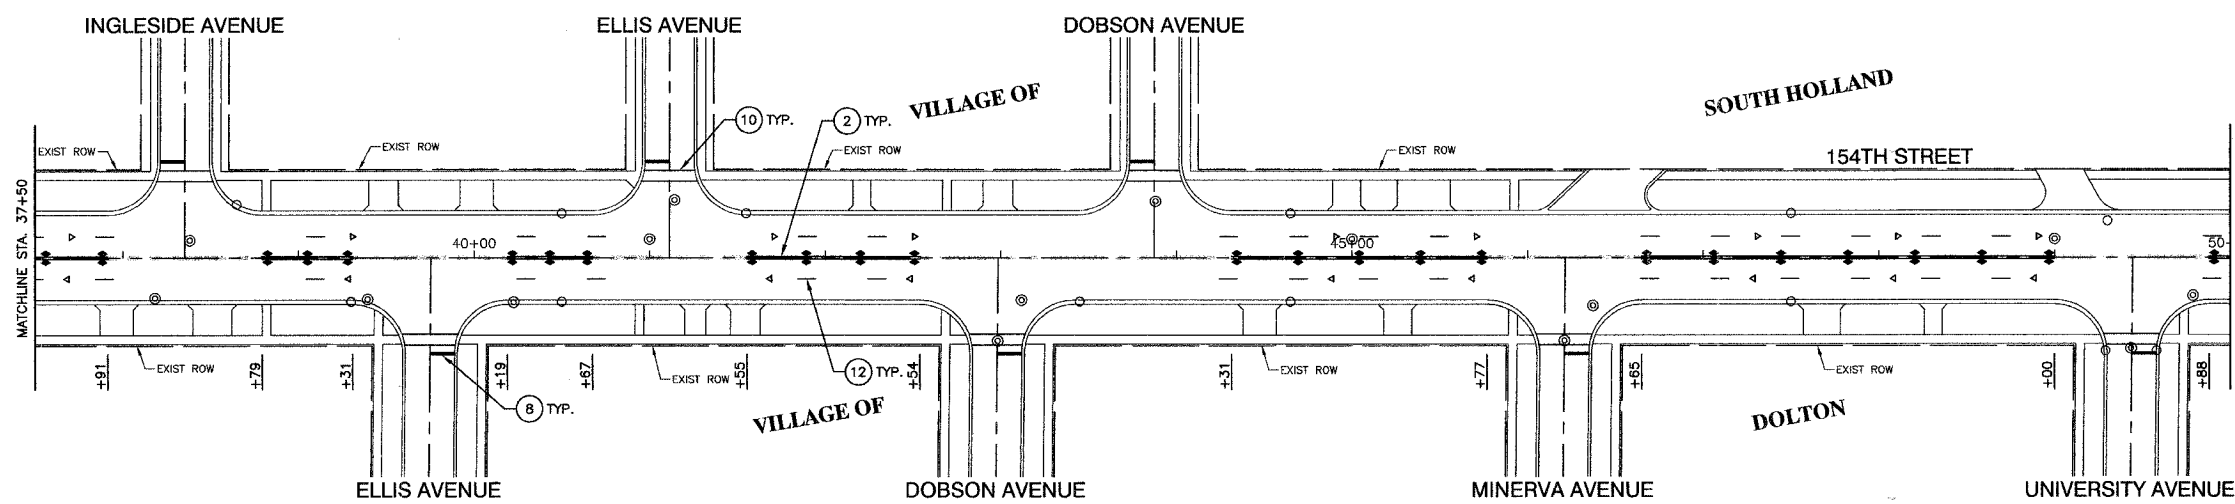 INGLESIDE AVENUE
ELLIS AVENUE
DOBSON AVENUE
VILLAGE OF
SOUTH HOLLAND
10 TYP.
2 TYP.
EXIST ROW
EXIST ROW
EXIST ROW
EXIST ROW
154TH STREET
MATCHLINE STA. 37+50
40+00
45+00
50
+91
+79
+31
+19
+67
+55
+54
+31
+77
+65
+00
+88
EXIST ROW
EXIST ROW
EXIST ROW
EXIST ROW
12 TYP.
8 TYP.
VILLAGE OF
DOLTON
ELLIS AVENUE
DOBSON AVENUE
MINERVA AVENUE
UNIVERSITY AVENUE